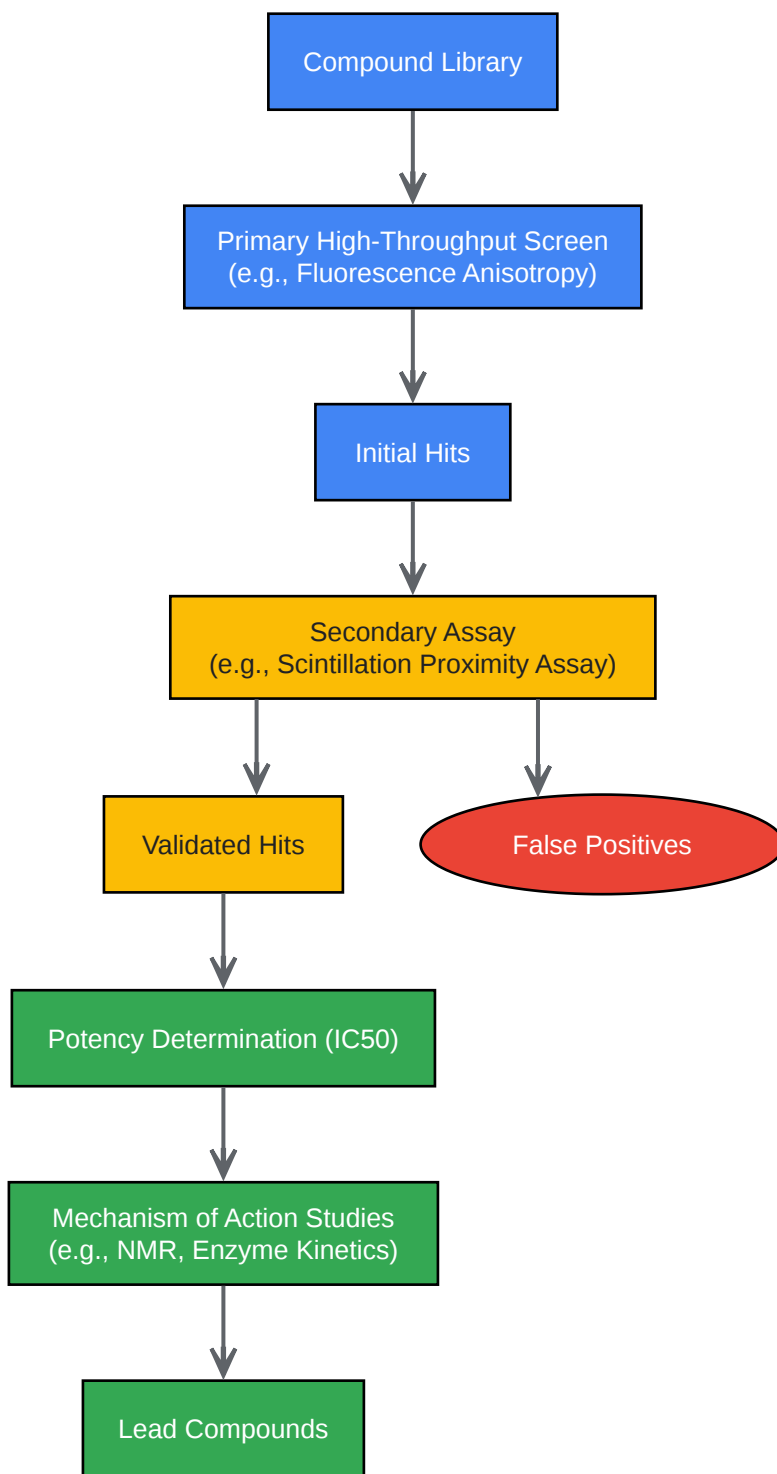 Compound Library
Primary High-Throughput Screen
(e.g., Fluorescence Anisotropy)
Initial Hits
Secondary Assay
(e.g., Scintillation Proximity Assay)
Validated Hits
False Positives
Potency Determination (IC50)
Mechanism of Action Studies
(e.g., NMR, Enzyme Kinetics)
Lead Compounds